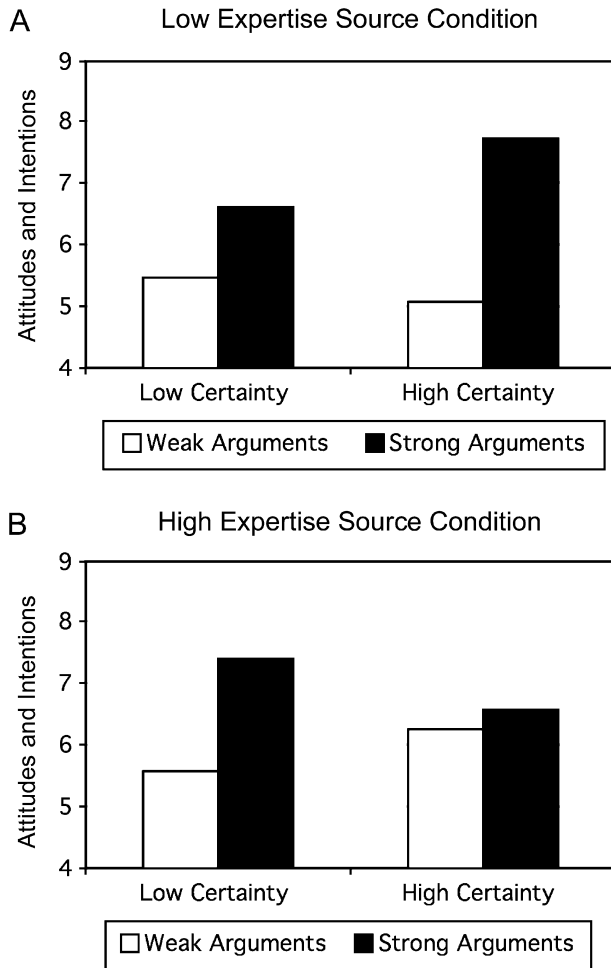 A
Low Expertise Source Condition
Attitudes and Intentions
9
8
7
6
5
4
Low Certainty High Certainty
Weak Arguments Strong Arguments
B
High Expertise Source Condition
Attitudes and Intentions
9
8
7
6
5
4
Low Certainty High Certainty
Weak Arguments Strong Arguments